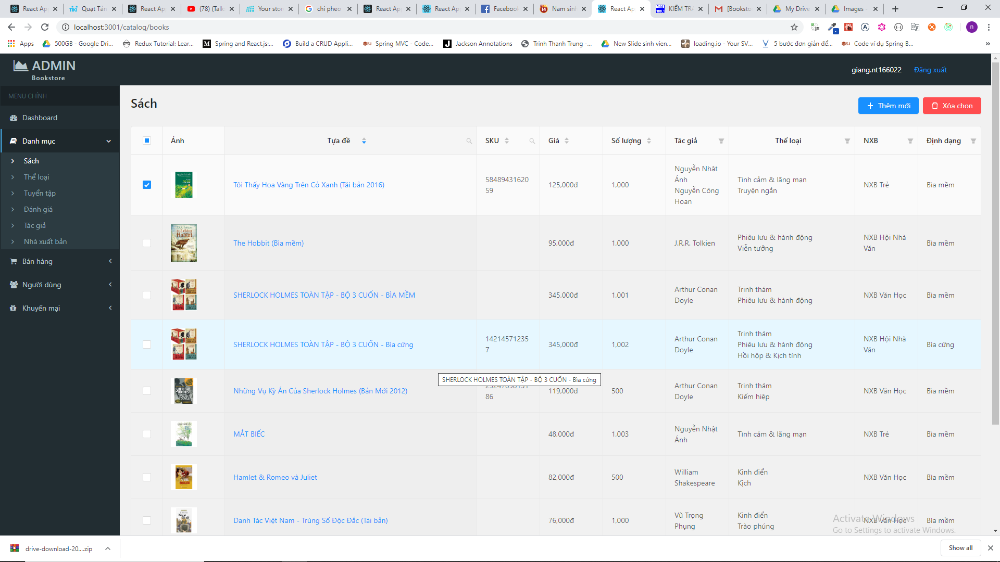 React Ap
Quạt Tản
React Ap
(78) (Talk
Your stor
chi pheo
React Ap
React Ap
Facebook
Nam sinh
React Ap
KIỂM TRA
[Booksto
My Drive
Images -
localhost:3001/catalog/books
n
Apps
500GB - Google Dri...
Redux Tutorial: Lear...
Spring and React.js:...
Build a CRUD Appli...
Spring MVC - Code...
Jackson Annotations
Trinh Thanh Trung -...
New Slide sinh vien...
loading.io - Your SV...
5 bước đơn giản để...
Code ví dụ Spring B...
ADMIN
Bookstore
giang.nt166022
Đăng xuất
MENU CHÍNH
Dashboard
Danh mục
Sách
Thể loại
Tuyển tập
Đánh giá
Tác giả
Nhà xuất bản
Bán hàng
Người dùng
Khuyến mại
Sách
Thêm mới
Xóa chọn
Ảnh
Tựa đề
SKU
Giá
Số lượng
Tác giả
Thể loại
NXB
Định dạng
Tôi Thấy Hoa Vàng Trên Cỏ Xanh (Tái bản 2016)
58489431620
59
125,000đ
1,000
Nguyễn Nhật
Ánh
Nguyễn Công
Hoan
Tình cảm & lãng mạn
Truyện ngắn
NXB Trẻ
Bìa mềm
The Hobbit (Bìa mềm)
95,000đ
1,000
J.R.R. Tolkien
Phiêu lưu & hành động
Viễn tưởng
NXB Hội Nhà
Văn
Bìa mềm
SHERLOCK HOLMES TOÀN TẬP - BỘ 3 CUỐN - BÌA MỀM
345,000đ
1,001
Arthur Conan
Doyle
Trinh thám
Phiêu lưu & hành động
NXB Văn Học
Bìa mềm
SHERLOCK HOLMES TOÀN TẬP - BỘ 3 CUỐN - Bìa cứng
14214571235
7
345,000đ
1,002
Arthur Conan
Doyle
Trinh thám
Phiêu lưu & hành động
Hồi hộp & Kịch tính
NXB Hội Nhà
Văn
Bìa cứng
SHERLOCK HOLMES TOÀN TẬP - BỘ 3 CUỐN - Bìa cứng
Những Vụ Kỳ Án Của Sherlock Holmes (Bản Mới 2012)
86
119,000đ
500
Arthur Conan
Doyle
Trinh thám
Kiếm hiệp
NXB Văn Học
Bìa mềm
MẮT BIẾC
48,000đ
1,003
Nguyễn Nhật
Ánh
Tình cảm & lãng mạn
NXB Trẻ
Bìa mềm
Hamlet & Romeo và Juliet
82,000đ
500
William
Shakespeare
Kinh điển
Kịch
NXB Văn Học
Bìa mềm
Danh Tác Việt Nam - Trúng Số Độc Đắc (Tái bản)
76,000đ
1,000
Vũ Trọng
Phụng
Kinh điển
Trào phúng
NXB Văn Học
Bìa mềm
Activate Windows
Go to Settings to activate Windows.
drive-download-20....zip
Show all